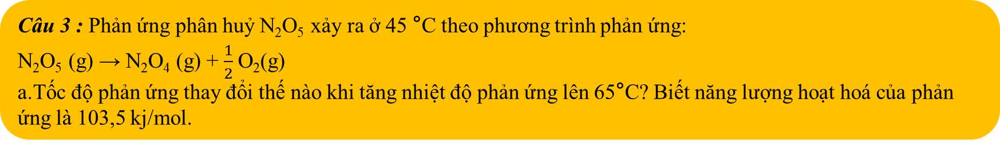 Câu 3 : Phản ứng phân huỷ N₂O₅ xảy ra ở 45 °C theo phương trình phản ứng:
N₂O₅ (g) → N₂O₄ (g) + 1/2 O₂(g)
a.Tốc độ phản ứng thay đổi thế nào khi tăng nhiệt độ phản ứng lên 65°C? Biết năng lượng hoạt hoá của phản
ứng là 103,5 kj/mol.